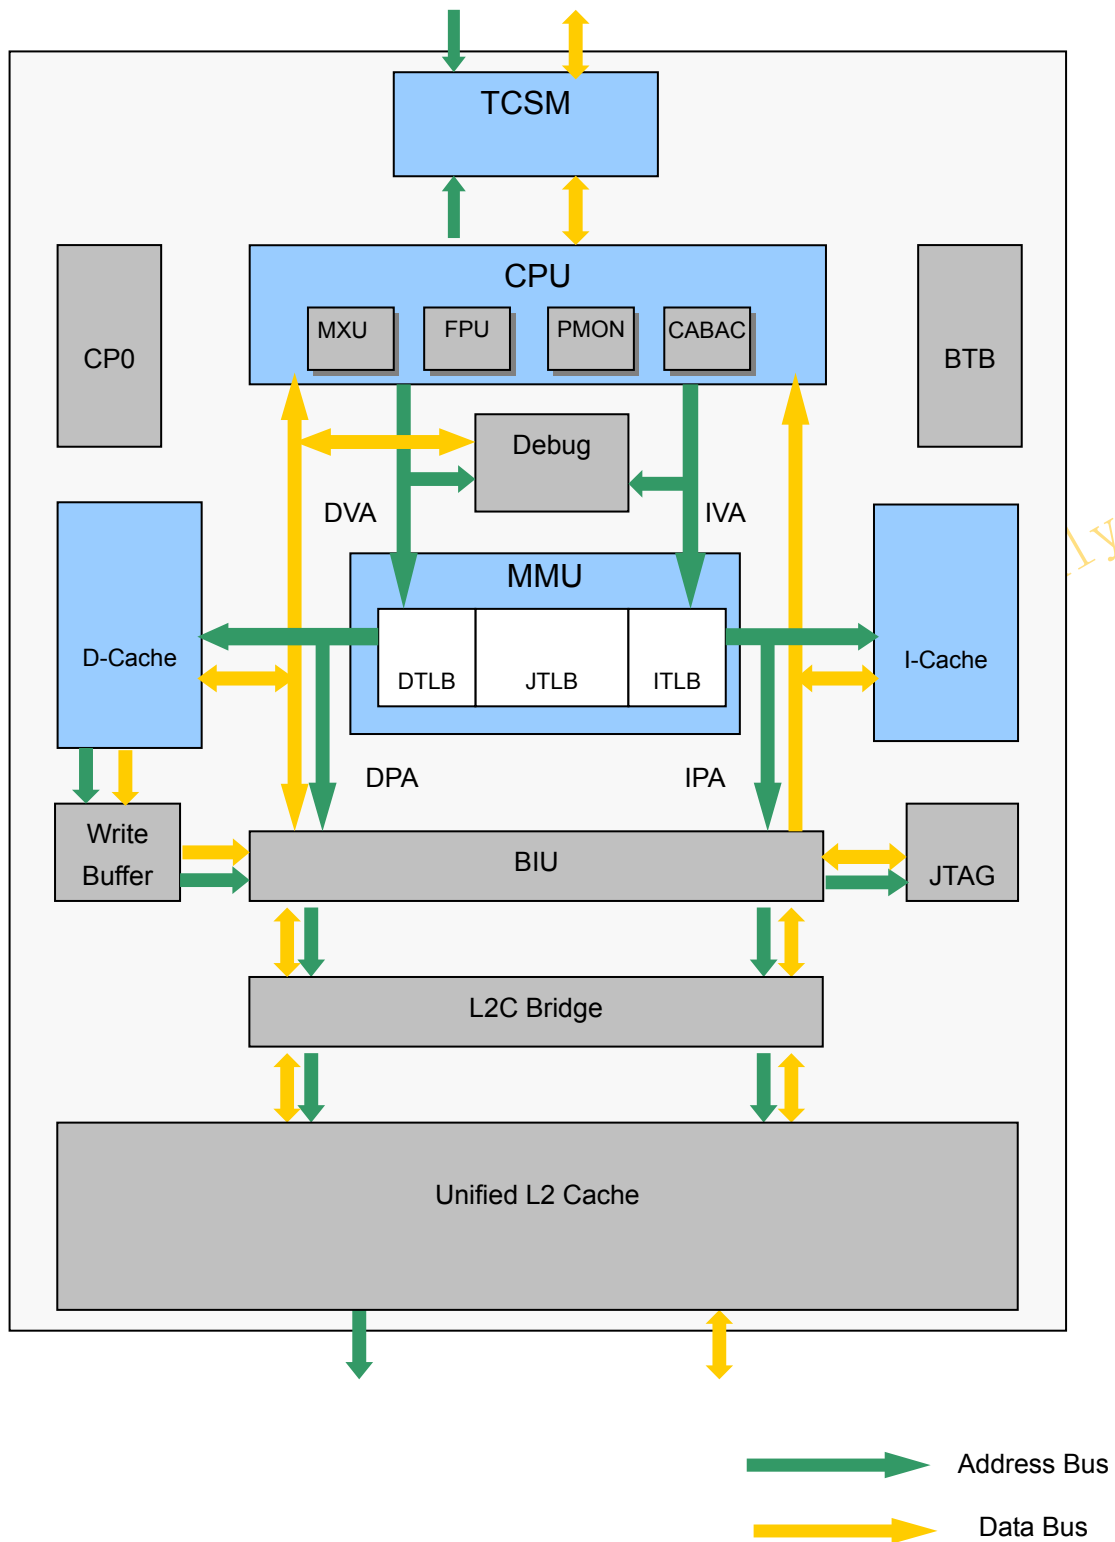 TCSM
CPU
MXU
FPU
PMON
CABAC
CP0
BTB
Debug
DVA
IVA
MMU
D-Cache
DTLB
JTLB
ITLB
I-Cache
DPA
IPA
Write
Buffer
BIU
JTAG
L2C Bridge
Unified L2 Cache
Address Bus
Data Bus